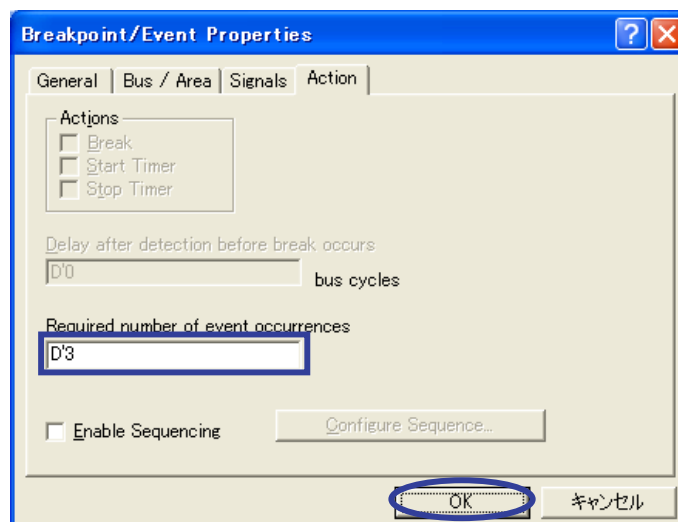 Breakpoint/Event Properties
General Bus / Area Signals Action
Actions
Break
Start Timer
Stop Timer
Delay after detection before break occurs
D'0 bus cycles
Required number of event occurrences
D'3
Enable Sequencing Configure Sequence...
OK キャンセル